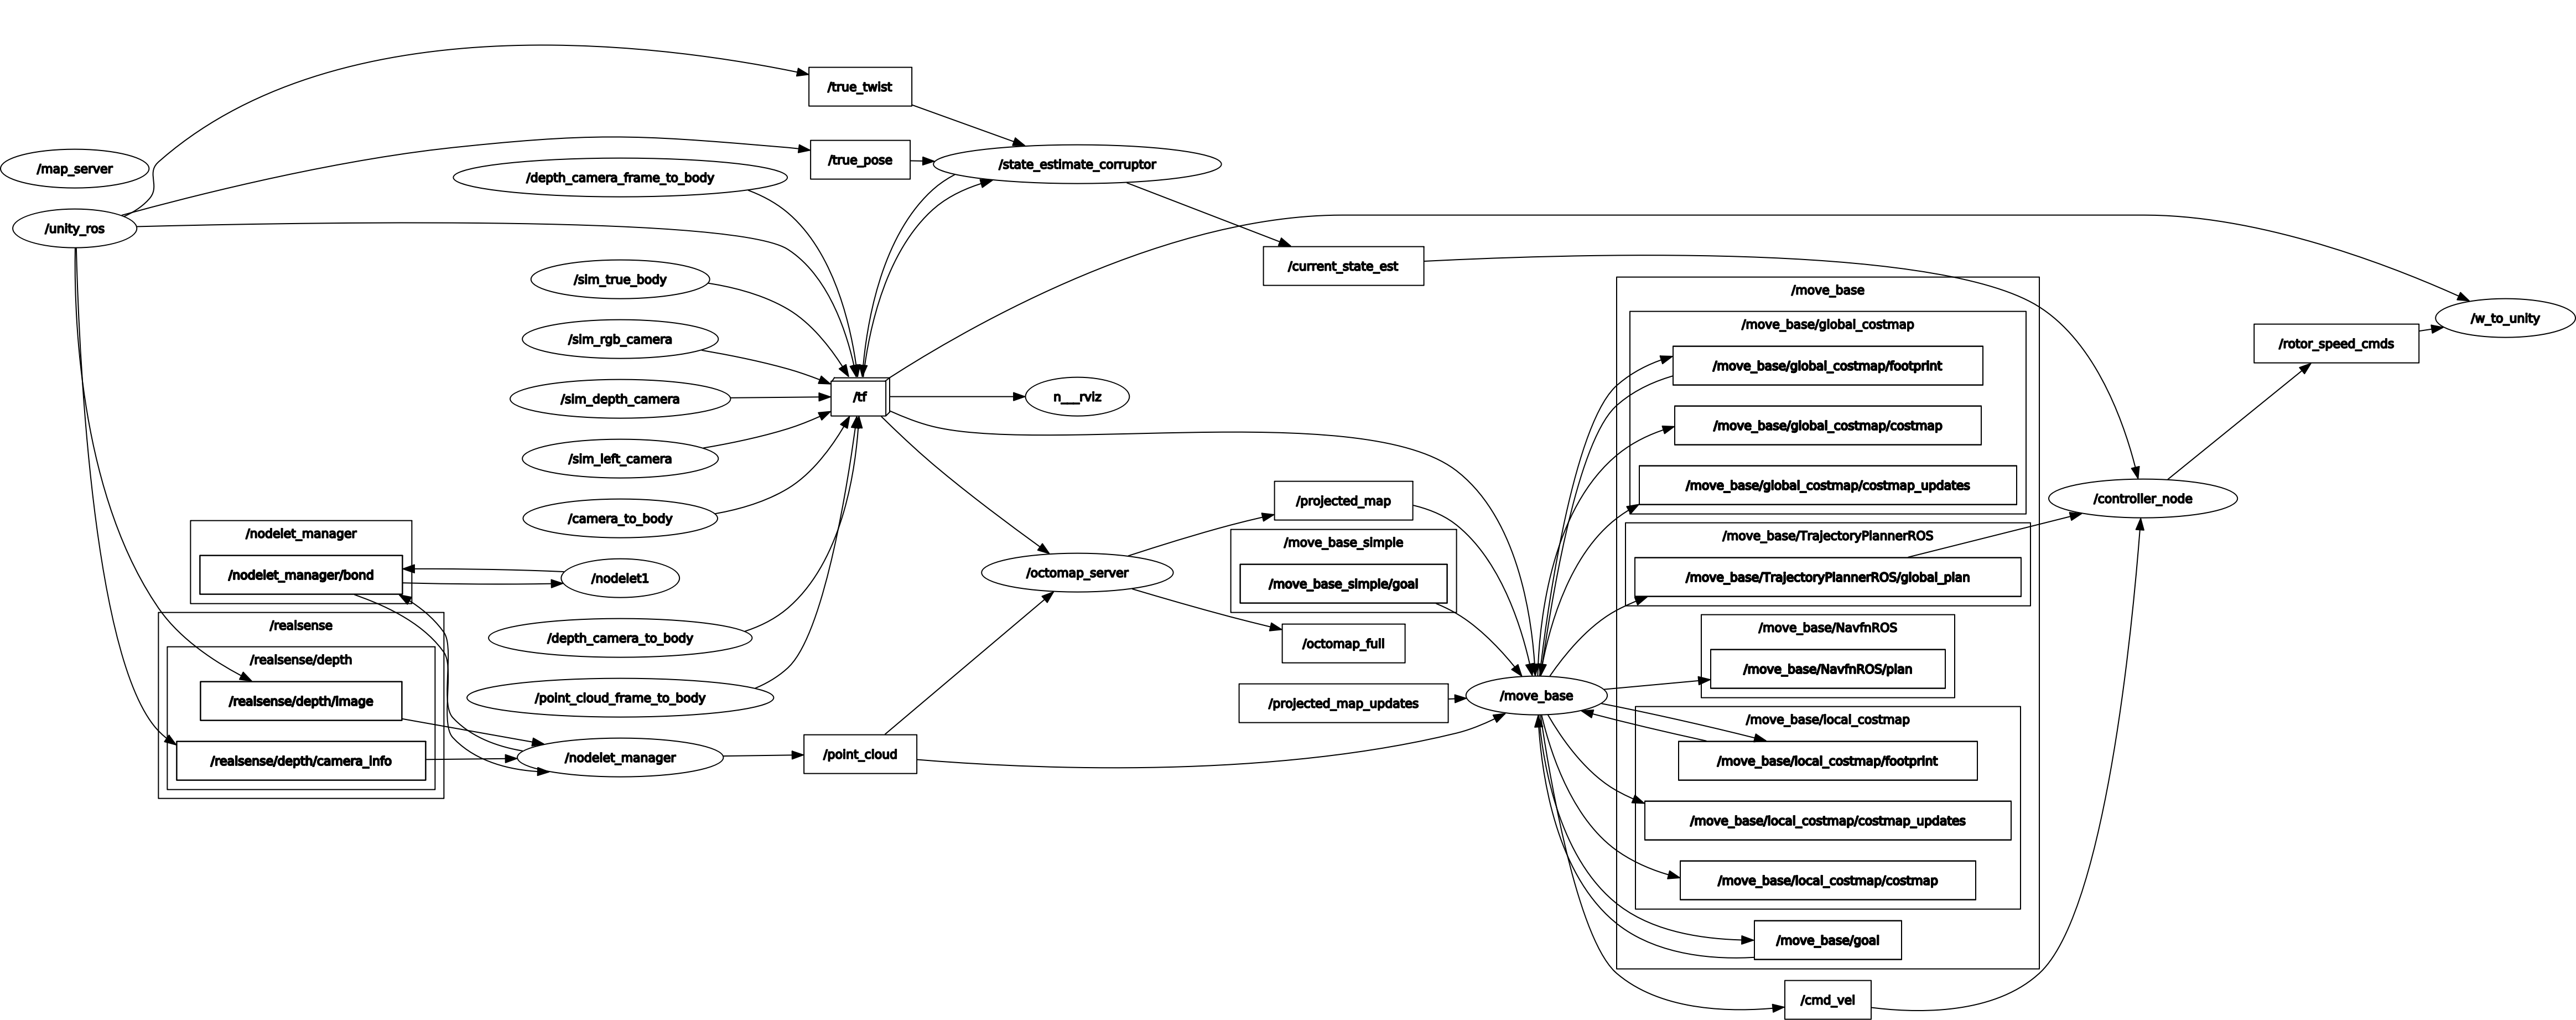 /true_twist
/map_server
/true_pose
/state_estimate_corruptor
/depth_camera_frame_to_body
/unity_ros
/current_state_est
/sim_true_body
/move_base
/move_base/global_costmap
/w_to_unity
/sim_rgb_camera
/rotor_speed_cmds
/move_base/global_costmap/footprint
/sim_depth_camera
/tf
n___rviz
/move_base/global_costmap/costmap
/sim_left_camera
/move_base/global_costmap/costmap_updates
/projected_map
/controller_node
/camera_to_body
/nodelet_manager
/move_base_simple
/move_base/TrajectoryPlannerROS
/nodelet_manager/bond
/nodelet1
/octomap_server
/move_base_simple/goal
/move_base/TrajectoryPlannerROS/global_plan
/realsense
/depth_camera_to_body
/octomap_full
/move_base/NavfnROS
/realsense/depth
/move_base/NavfnROS/plan
/realsense/depth/image
/point_cloud_frame_to_body
/projected_map_updates
/move_base
/move_base/local_costmap
/realsense/depth/camera_info
/nodelet_manager
/point_cloud
/move_base/local_costmap/footprint
/move_base/local_costmap/costmap_updates
/move_base/local_costmap/costmap
/move_base/goal
/cmd_vel